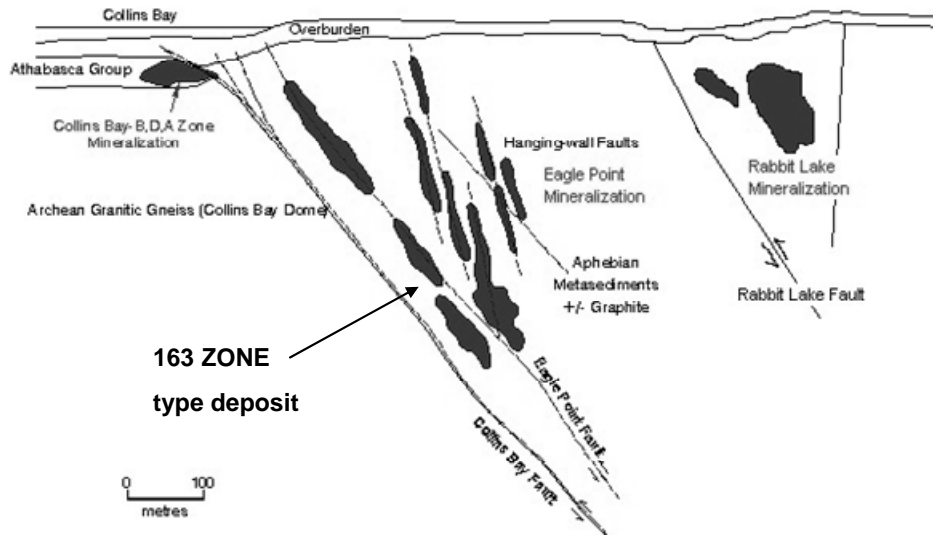 Collins Bay
Overburden
Athabasca Group
Collins Bay- B,D,A Zone
Mineralization
Hanging-wall Faults
Eagle Point
Mineralization
Rabbit Lake
Mineralization
Archean Granitic Gneiss (Collins Bay Dome)
Aphebian
Metasediments
+/- Graphite
Rabbit Lake Fault
163 ZONE
type deposit
Eagle Point Fault
Collins Bay Fault
0 100
metres